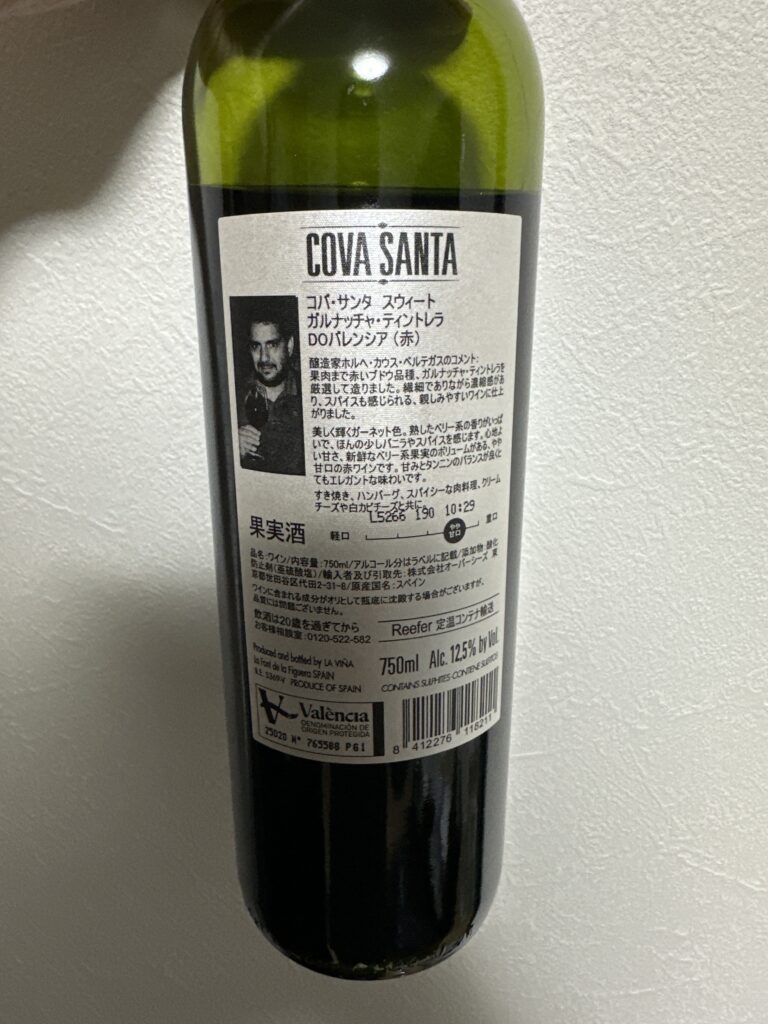 COVA SANTA
コバ・サンタ スウィート
ガルナッチャ・ティントレラ
DOバレンシア（赤）
醸造家ホルヘ・カウス・ベルテガスのコメント:
果肉まで赤いブドウ品種、ガルナッチャ・ティントレラを
厳選して造りました。繊細でありながら濃縮感があ
り、スパイスも感じられる、親しみやすいワインに仕上
がりました。
美しく輝くガーネット色。熟したベリー系の香りがいっぱ
いで、ほんの少しバニラやスパイスを感じます。心地よ
い甘さ、新鮮なベリー系果実のボリュームがある、やや
甘口の赤ワインです。甘みとタンニンのバランスが良くと
てもエレガントな味わいです。
すき焼き、ハンバーグ、スパイシーな肉料理、クリーム
チーズや白カビチーズと共に。
L5266 190 10:29
果実酒 軽口 やや甘口 重口
品名:ワイン/内容量:750ml/アルコール分はラベルに記載/添加物:酸化
防止剤(亜硫酸塩)/輸入者及び引取先:株式会社オーバーシーズ 東
京都世田谷区代田2-31-8/原産国名:スペイン
ワインに含まれる成分がオリとして瓶底に沈殿する場合がございますが、
品質には問題ございません。
飲酒は20歳を過ぎてから
お客様相談室:0120-522-582
Reefer 定温コンテナ輸送
Produced and bottled by LA VIÑA
La Font de la Figuera SPAIN
R.E. 5369-V PRODUCE OF SPAIN
750ml Alc. 12.5% by Vol.
CONTAINS SULPHITES-CONTIENE SULFITOS
València
DENOMINACIÓN DE
ORIGEN PROTEGIDA
25020 Nº 765588 PG1
8 412276 118211